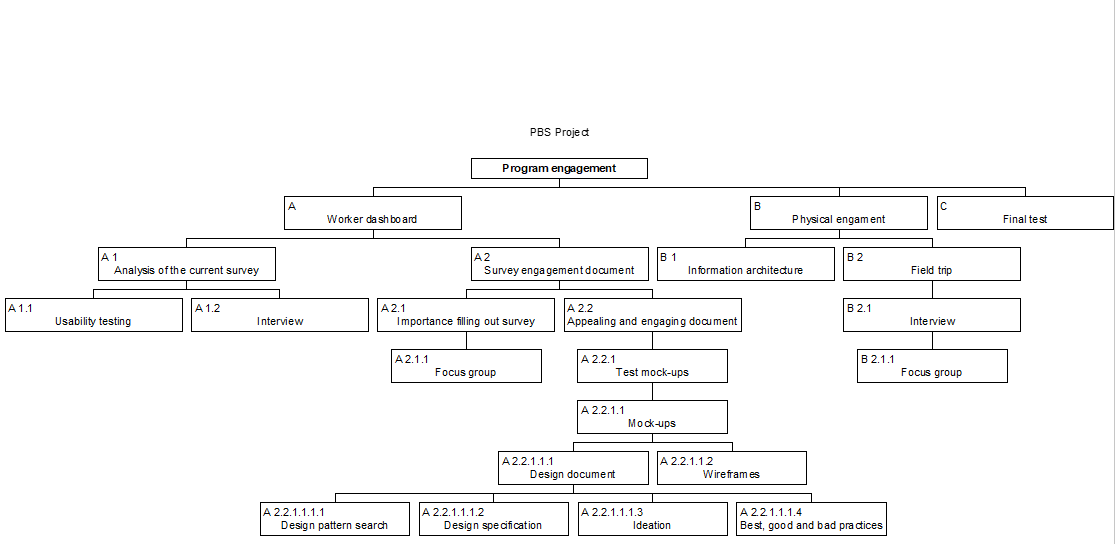 PBS Project
Program engagement
A
Worker dashboard
B
Physical engament
C
Final test
A 1
Analysis of the current survey
A 2
Survey engagement document
B 1
Information architecture
B 2
Field trip
A 1.1
Usability testing
A 1.2
Interview
A 2.1
Importance filling out survey
A 2.2
Appealing and engaging document
B 2.1
Interview
A 2.1.1
Focus group
A 2.2.1
Test mock-ups
B 2.1.1
Focus group
A 2.2.1.1
Mock-ups
A 2.2.1.1.1
Design document
A 2.2.1.1.2
Wireframes
A 2.2.1.1.1.1
Design pattern search
A 2.2.1.1.1.2
Design specification
A 2.2.1.1.1.3
Ideation
A 2.2.1.1.1.4
Best, good and bad practices